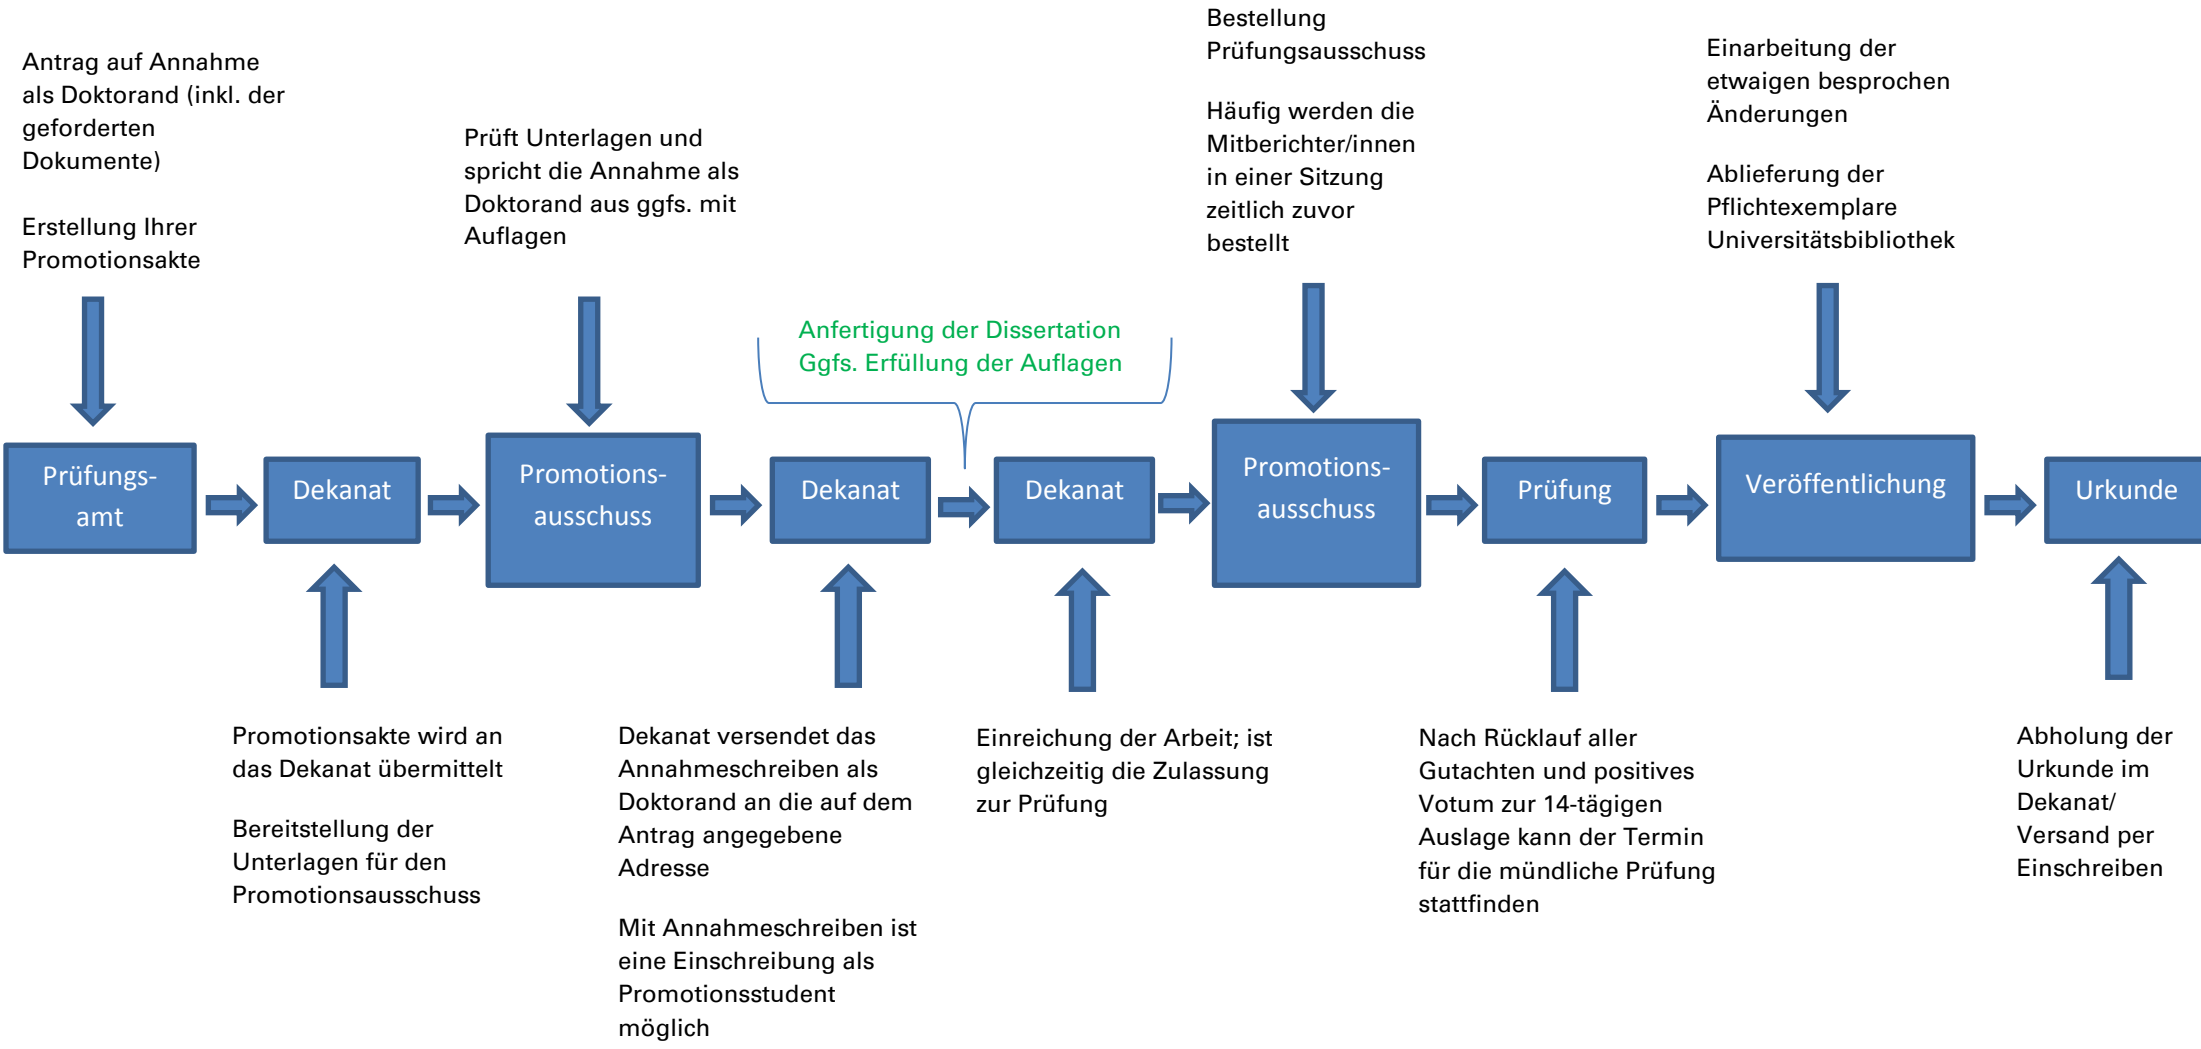 Antrag auf Annahme
als Doktorand (inkl. der
geforderten
Dokumente)
Erstellung Ihrer
Promotionsakte
Prüft Unterlagen und
spricht die Annahme als
Doktorand aus ggfs. mit
Auflagen
Anfertigung der Dissertation
Ggfs. Erfüllung der Auflagen
Bestellung
Prüfungsausschuss
Häufig werden die
Mitberichter/innen
in einer Sitzung
zeitlich zuvor
bestellt
Einarbeitung der
etwaigen besprochen
Änderungen
Ablieferung der
Pflichtexemplare
Universitätsbibliothek
Prüfungs-
amt
Dekanat
Promotions-
ausschuss
Dekanat
Dekanat
Promotions-
ausschuss
Prüfung
Veröffentlichung
Urkunde
Promotionsakte wird an
das Dekanat übermittelt
Bereitstellung der
Unterlagen für den
Promotionsausschuss
Dekanat versendet das
Annahmeschreiben als
Doktorand an die auf dem
Antrag angegebene
Adresse
Mit Annahmeschreiben ist
eine Einschreibung als
Promotionsstudent
möglich
Einreichung der Arbeit; ist
gleichzeitig die Zulassung
zur Prüfung
Nach Rücklauf aller
Gutachten und positives
Votum zur 14-tägigen
Auslage kann der Termin
für die mündliche Prüfung
stattfinden
Abholung der
Urkunde im
Dekanat/
Versand per
Einschreiben